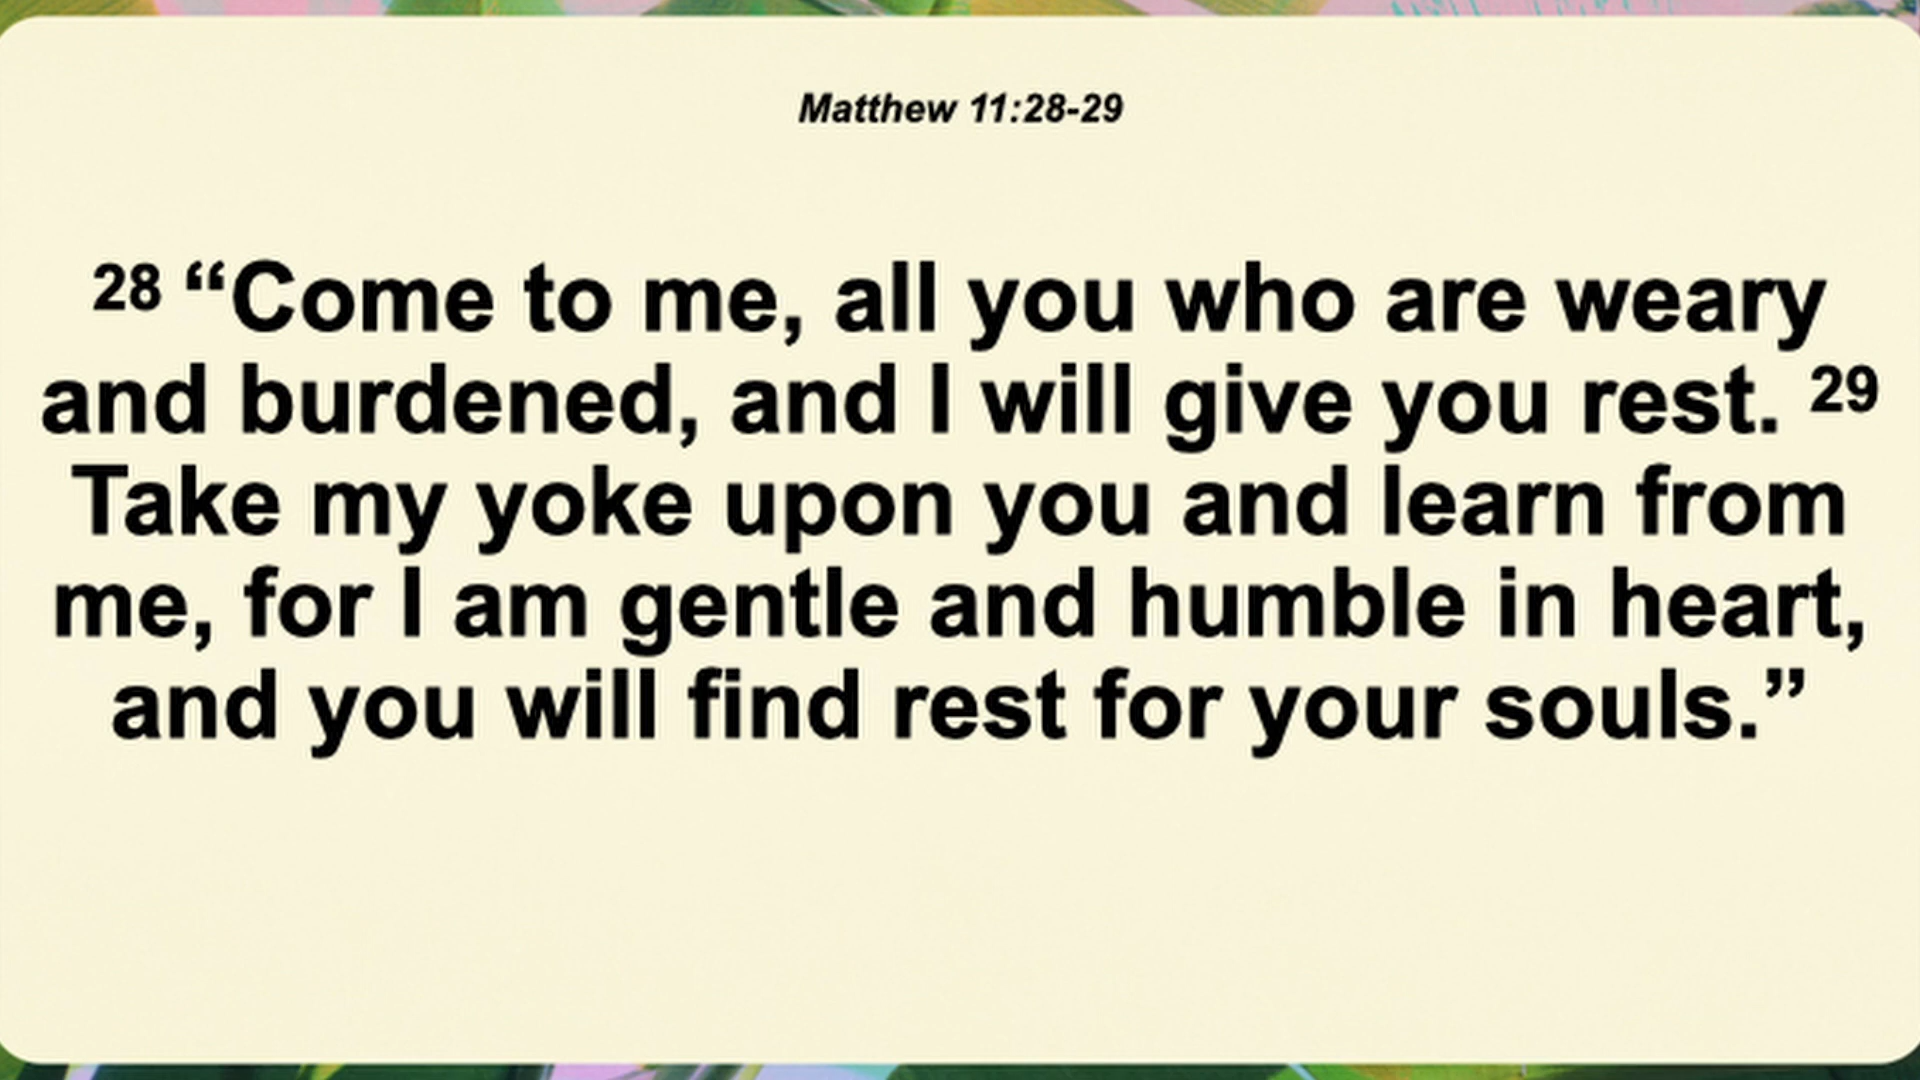 Matthew 11:28-29
28 “Come to me, all you who are weary
and burdened, and I will give you rest. 29
Take my yoke upon you and learn from
me, for I am gentle and humble in heart,
and you will find rest for your souls.”